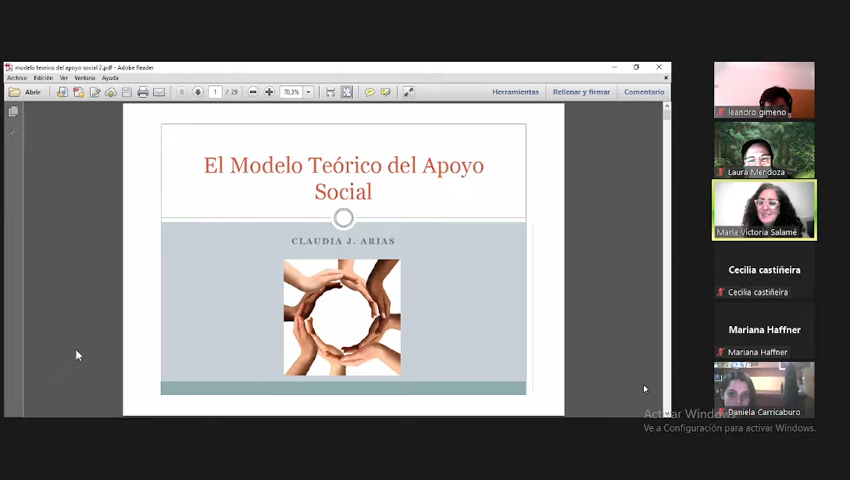 modelo teorico del apoyo social 2.pdf - Adobe Reader
Archivo Edición Ver Ventana Ayuda
Abrir 1 / 29 70,3% Herramientas Rellenar y firmar Comentario
El Modelo Teórico del Apoyo
Social
CLAUDIA J. ARIAS
leandro gimeno
Laura Mendoza
María Victoria Salamé
Cecilia castiñeira
Cecilia castiñeira
Mariana Haffner
Mariana Haffner
Daniela Carricaburo
Activar Windows
Ve a Configuración para activar Windows.